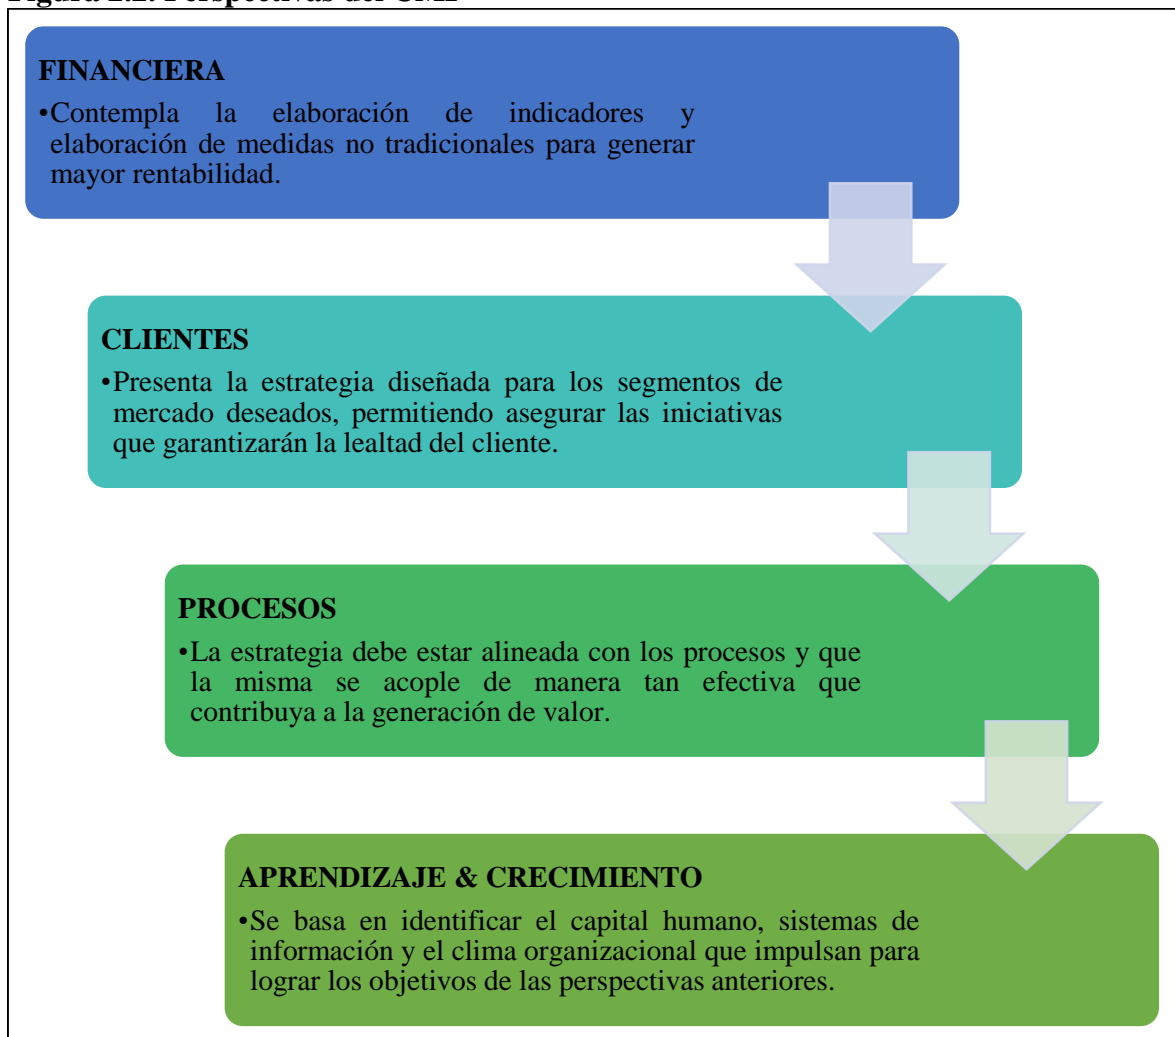 FINANCIERA
•Contempla la elaboración de indicadores y
elaboración de medidas no tradicionales para generar
mayor rentabilidad.
CLIENTES
•Presenta la estrategia diseñada para los segmentos de
mercado deseados, permitiendo asegurar las iniciativas
que garantizarán la lealtad del cliente.
PROCESOS
•La estrategia debe estar alineada con los procesos y que
la misma se acople de manera tan efectiva que
contribuya a la generación de valor.
APRENDIZAJE & CRECIMIENTO
•Se basa en identificar el capital humano, sistemas de
información y el clima organizacional que impulsan para
lograr los objetivos de las perspectivas anteriores.